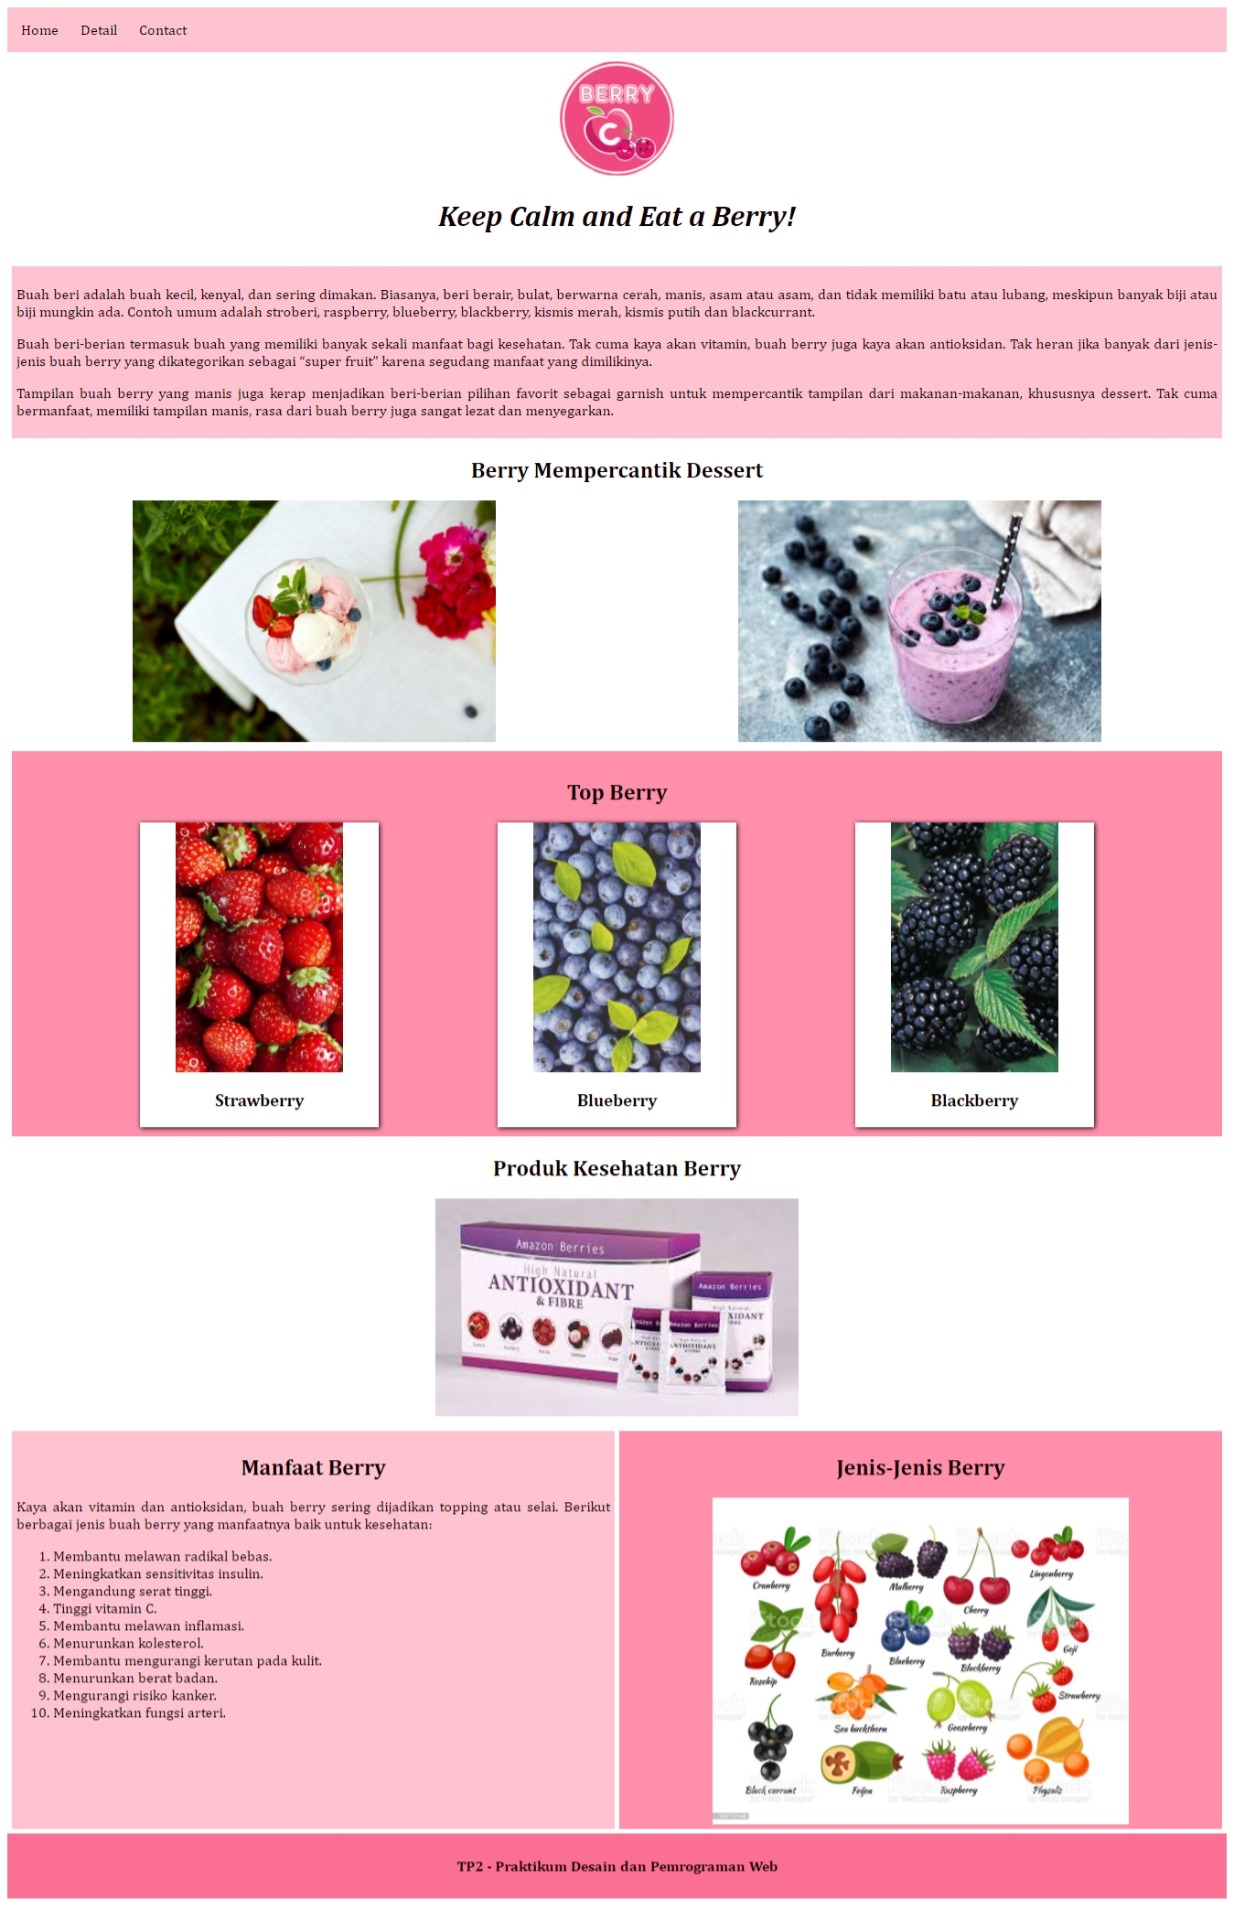 Home Detail Contact
BERRY
C
Keep Calm and Eat a Berry!
Buah beri adalah buah kecil, kenyal, dan sering dimakan. Biasanya, beri berair, bulat, berwarna cerah, manis, asam atau asam, dan tidak memiliki batu atau lubang, meskipun banyak biji atau
biji mungkin ada. Contoh umum adalah stroberi, raspberry, blueberry, blackberry, kismis merah, kismis putih dan blackcurrant.
Buah beri-berian termasuk buah yang memiliki banyak sekali manfaat bagi kesehatan. Tak cuma kaya akan vitamin, buah berry juga kaya akan antioksidan. Tak heran jika banyak dari jenis-
jenis buah berry yang dikategorikan sebagai “super fruit” karena segudang manfaat yang dimilikinya.
Tampilan buah berry yang manis juga kerap menjadikan beri-berian pilihan favorit sebagai garnish untuk mempercantik tampilan dari makanan-makanan, khususnya dessert. Tak cuma
bermanfaat, memiliki tampilan manis, rasa dari buah berry juga sangat lezat dan menyegarkan.
Berry Mempercantik Dessert
Top Berry
Strawberry
Blueberry
Blackberry
Produk Kesehatan Berry
Amazon Berries
High Natural
ANTIOXIDANT
& FIBRE
Amazon Berries
Amazon Berries
ANTIOXIDANT
Manfaat Berry
Kaya akan vitamin dan antioksidan, buah berry sering dijadikan topping atau selai. Berikut
berbagai jenis buah berry yang manfaatnya baik untuk kesehatan:
1. Membantu melawan radikal bebas.
2. Meningkatkan sensitivitas insulin.
3. Mengandung serat tinggi.
4. Tinggi vitamin C.
5. Membantu melawan inflamasi.
6. Menurunkan kolesterol.
7. Membantu mengurangi kerutan pada kulit.
8. Menurunkan berat badan.
9. Mengurangi risiko kanker.
10. Meningkatkan fungsi arteri.
Jenis-Jenis Berry
Cranberry
Barberry
Mulberry
Cherry
Lingonberry
Rosehip
Blueberry
Blackberry
Goji
Sea buckthorn
Gooseberry
Strawberry
Black currant
Feijoa
Raspberry
Physalis
iStock
TP2 - Praktikum Desain dan Pemrograman Web